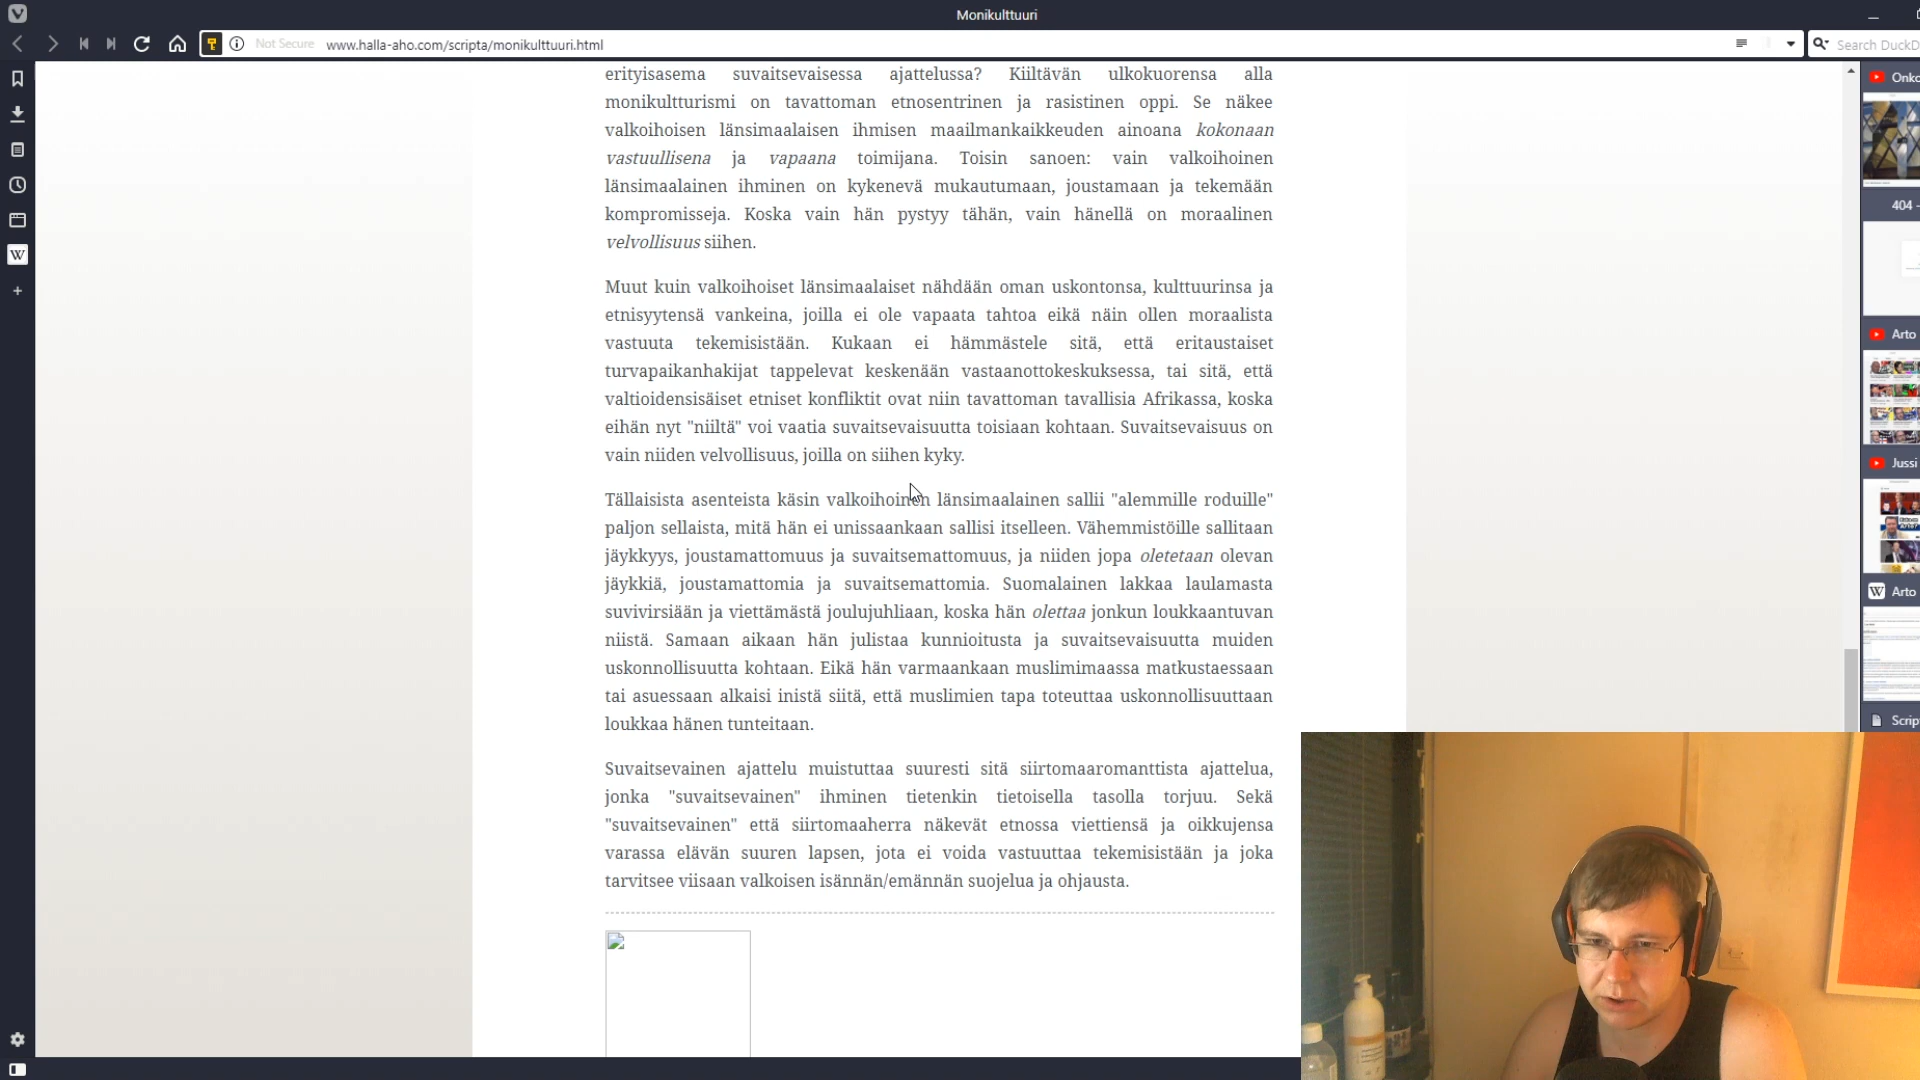 Monikulttuuri
Not Secure
www.halla-aho.com/scripta/monikulttuuri.html
Search DuckD
erityisasema suvaitsevaisessa ajattelussa? Kiiltävän ulkokuorensa alla
monikultturismi on tavattoman etnosentrinen ja rasistinen oppi. Se näkee
valkoihoisen länsimaalaisen ihmisen maailmankaikkeuden ainoana kokonaan
vastuullisena ja vapaana toimijana. Toisin sanoen: vain valkoihoinen
länsimaalainen ihminen on kykenevä mukautumaan, joustamaan ja tekemään
kompromisseja. Koska vain hän pystyy tähän, vain hänellä on moraalinen
velvollisuus siihen.
Muut kuin valkoihoiset länsimaalaiset nähdään oman uskontonsa, kulttuurinsa ja
etnisyytensä vankeina, joilla ei ole vapaata tahtoa eikä näin ollen moraalista
vastuuta tekemisistään. Kukaan ei hämmästele sitä, että eritaustaiset
turvapaikanhakijat tappelevat keskenään vastaanottokeskuksessa, tai sitä, että
valtioidensisäiset etniset konfliktit ovat niin tavattoman tavallisia Afrikassa, koska
eihän nyt "niiltä" voi vaatia suvaitsevaisuutta toisiaan kohtaan. Suvaitsevaisuus on
vain niiden velvollisuus, joilla on siihen kyky.
Tällaisista asenteista käsin valkoihoinen länsimaalainen sallii "alemmille roduille"
paljon sellaista, mitä hän ei unissaankaan sallisi itselleen. Vähemmistöille sallitaan
jäykkyys, joustamattomuus ja suvaitsemattomuus, ja niiden jopa oletetaan olevan
jäykkiä, joustamattomia ja suvaitsemattomia. Suomalainen lakkaa laulamasta
suvivirsiään ja viettämästä joulujuhliaan, koska hän olettaa jonkun loukkaantuvan
niistä. Samaan aikaan hän julistaa kunnioitusta ja suvaitsevaisuutta muiden
uskonnollisuutta kohtaan. Eikä hän varmaankaan muslimimaassa matkustaessaan
tai asuessaan alkaisi inistä siitä, että muslimien tapa toteuttaa uskonnollisuuttaan
loukkaa hänen tunteitaan.
Suvaitsevainen ajattelu muistuttaa suuresti sitä siirtomaaromanttista ajattelua,
jonka "suvaitsevainen" ihminen tietenkin tietoisella tasolla torjuu. Sekä
"suvaitsevainen" että siirtomaaherra näkevät etnossa viettiensä ja oikkujensa
varassa elävän suuren lapsen, jota ei voida vastuuttaa tekemisistään ja joka
tarvitsee viisaan valkoisen isännän/emännän suojelua ja ohjausta.
Onko
404 -
Arto
Jussi
W Arto
Scrip
W